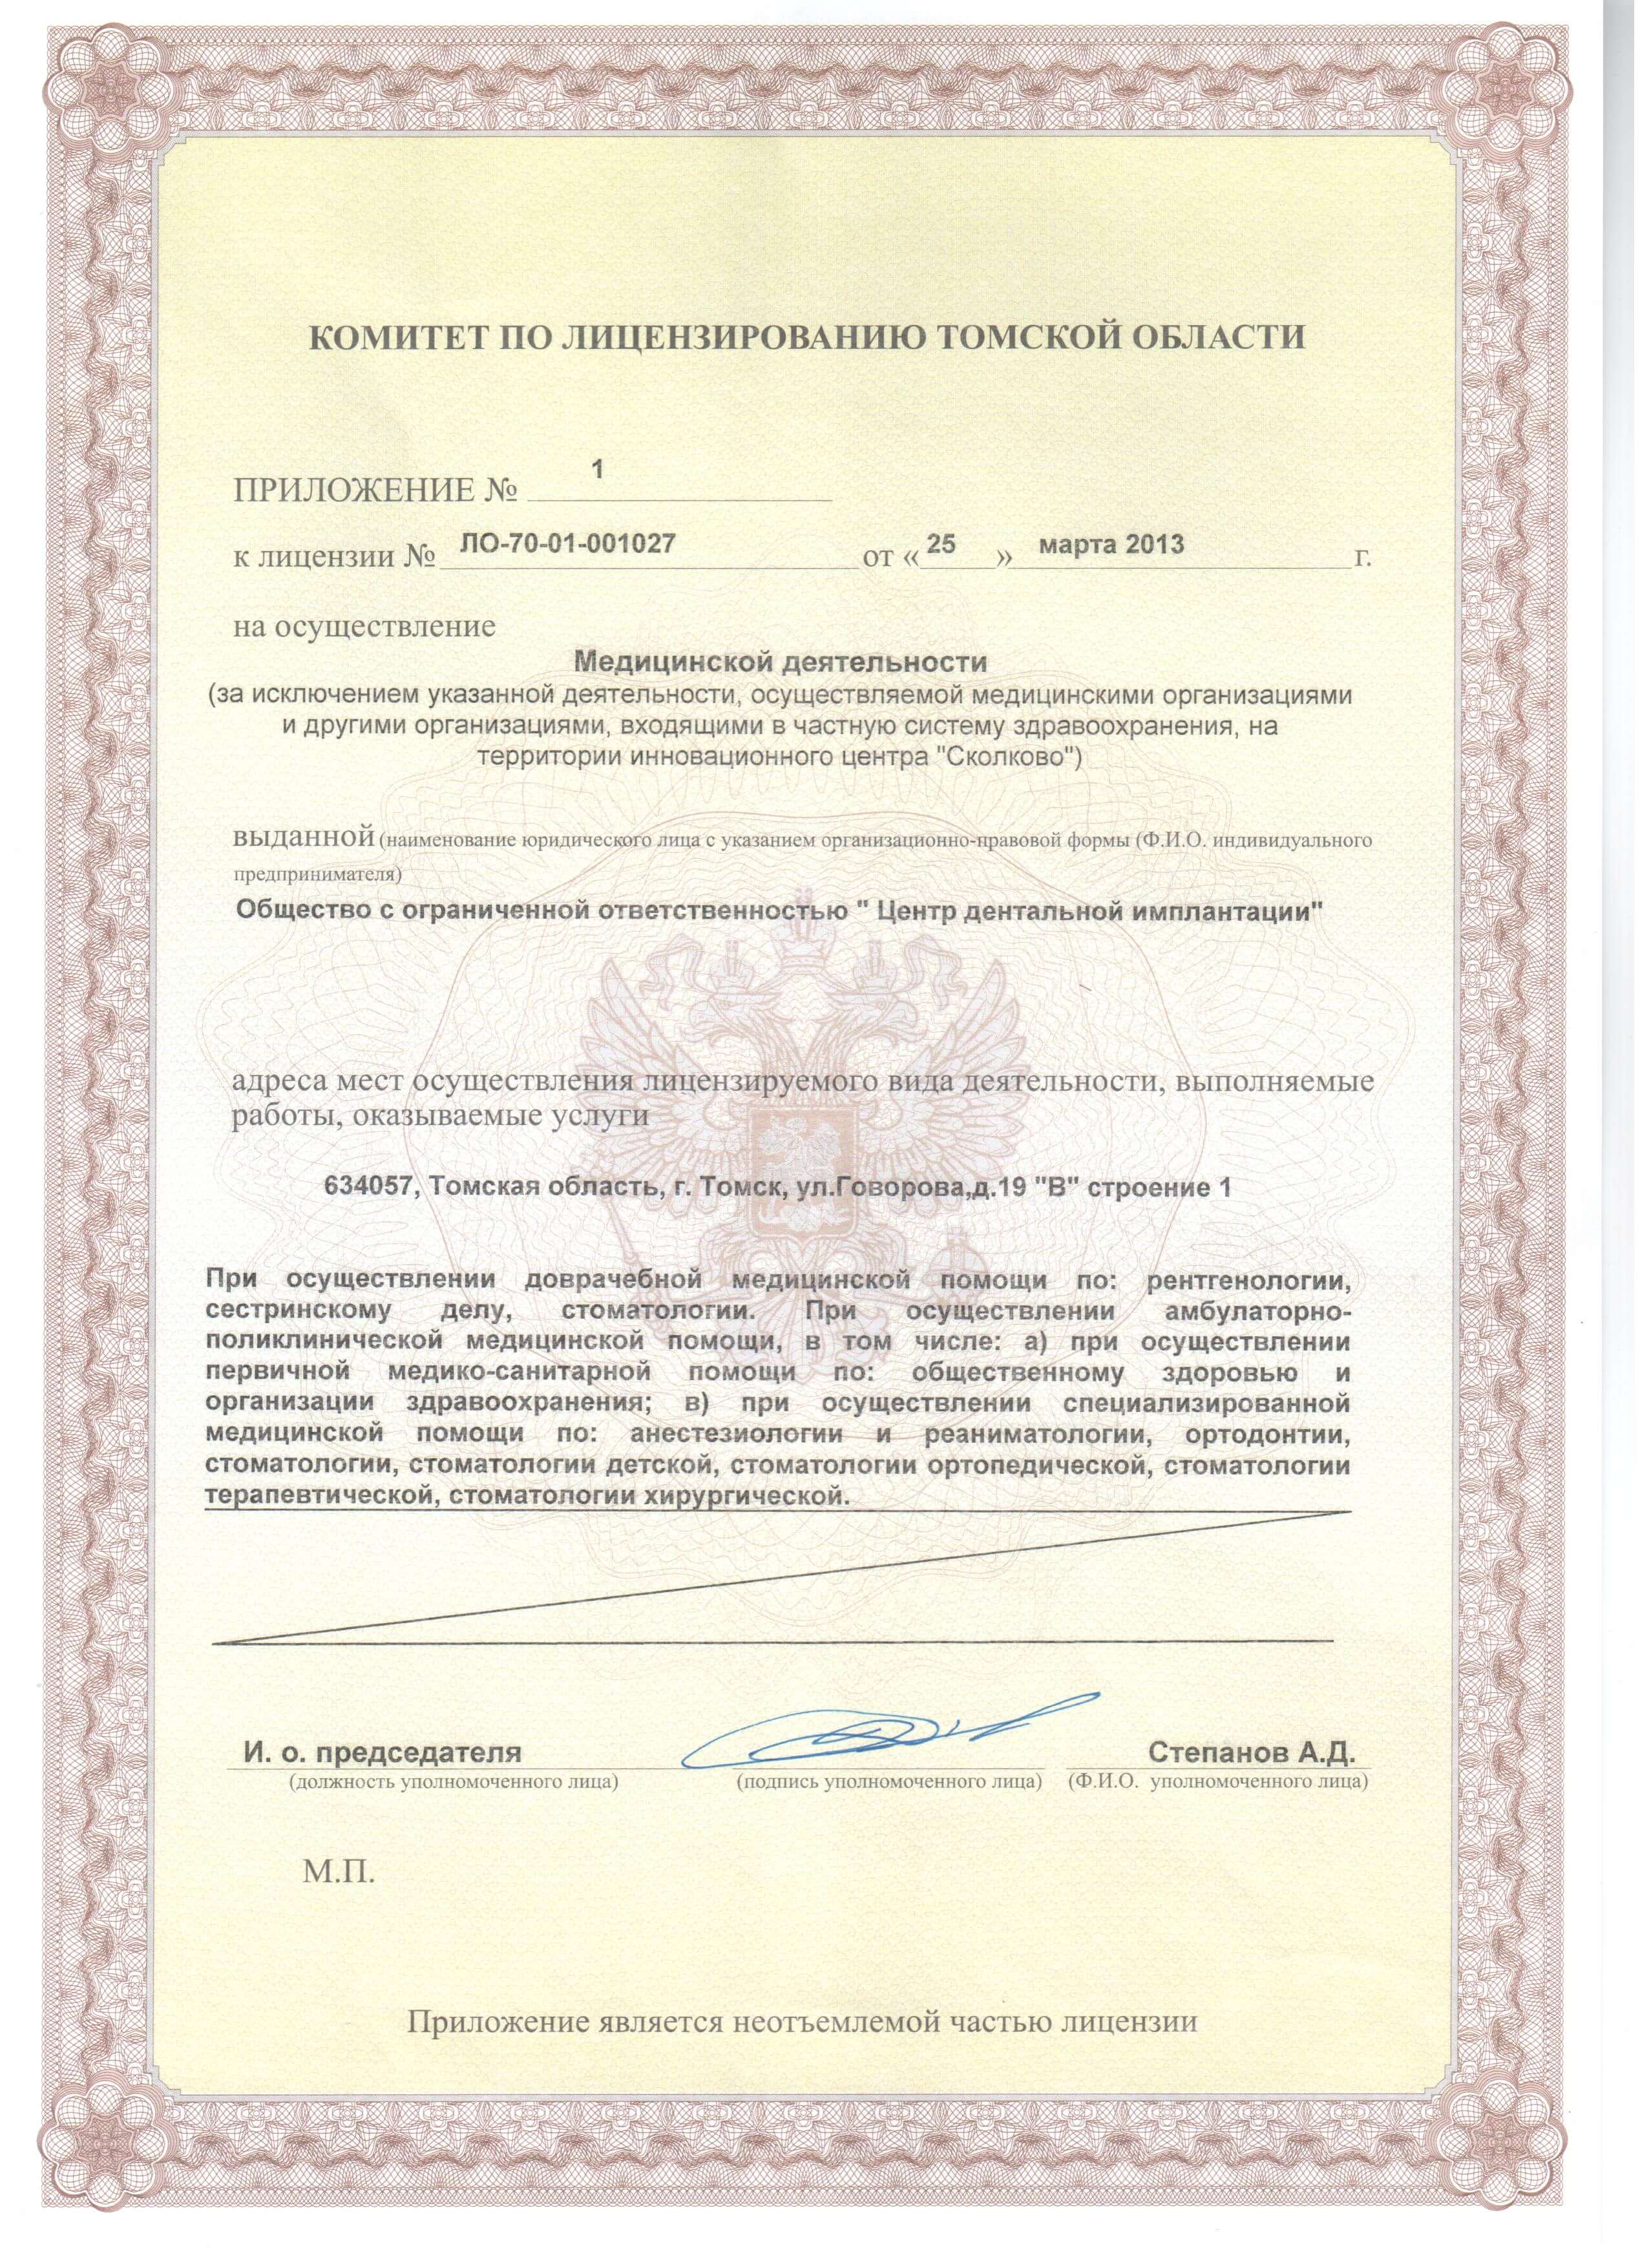 КОМИТЕТ ПО ЛИЦЕНЗИРОВАНИЮ ТОМСКОЙ ОБЛАСТИ
ПРИЛОЖЕНИЕ № 1
к лицензии № ЛО-70-01-001027 от « 25 » марта 2013 г.
на осуществление
Медицинской деятельности
(за исключением указанной деятельности, осуществляемой медицинскими организациями
и другими организациями, входящими в частную систему здравоохранения, на
территории инновационного центра "Сколково")
выданной (наименование юридического лица с указанием организационно-правовой формы (Ф.И.О. индивидуального
предпринимателя)
Общество с ограниченной ответственностью " Центр дентальной имплантации"
адреса мест осуществления лицензируемого вида деятельности, выполняемые
работы, оказываемые услуги
634057, Томская область, г. Томск, ул.Говорова,д.19 "В" строение 1
При осуществлении доврачебной медицинской помощи по: рентгенологии,
сестринскому делу, стоматологии. При осуществлении амбулаторно-
поликлинической медицинской помощи, в том числе: а) при осуществлении
первичной медико-санитарной помощи по: общественному здоровью и
организации здравоохранения; в) при осуществлении специализированной
медицинской помощи по: анестезиологии и реаниматологии, ортодонтии,
стоматологии, стоматологии детской, стоматологии ортопедической, стоматологии
терапевтической, стоматологии хирургической.
И. о. председателя Степанов А.Д.
(должность уполномоченного лица) (подпись уполномоченного лица) (Ф.И.О. уполномоченного лица)
М.П.
Приложение является неотъемлемой частью лицензии